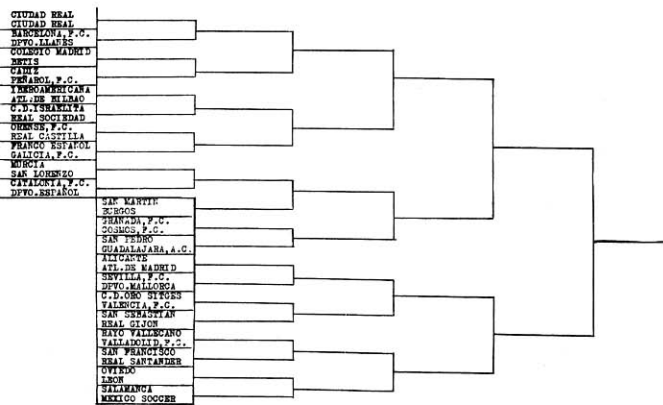 CIUDAD REAL
CIUDAD REAL
BARCELONA,F.C.
DPVO.LLANES
COLEGIO MADRID
BETIS
CADIZ
PEÑAROL,F.C.
IBEROAMERICANA
ATL.DE BILBAO
C.D.ISRAELITA
REAL SOCIEDAD
ORENSE,F.C.
REAL CASTILLA
FRANCO ESPAÑOL
GALICIA,F.C.
MURCIA
SAN LORENZO
CATALONIA,F.C.
DPVO.ESPAÑOL
SAN MARTIN
BURGOS
GRANADA,F.C.
COSMOS,F.C.
SAN PEDRO
GUADALAJARA,A.C.
ALICANTE
ATL.DE MADRID
SEVILLA,F.C.
DPVO.MALLORCA
C.D.ORO SITGES
VALENCIA,F.C.
SAN SEBASTIAN
REAL GIJON
RAYO VALLECANO
VALLADOLID,F.C.
SAN FRANCISCO
REAL SANTANDER
OVIEDO
LEON
SALAMANCA
MEXICO SOCCER